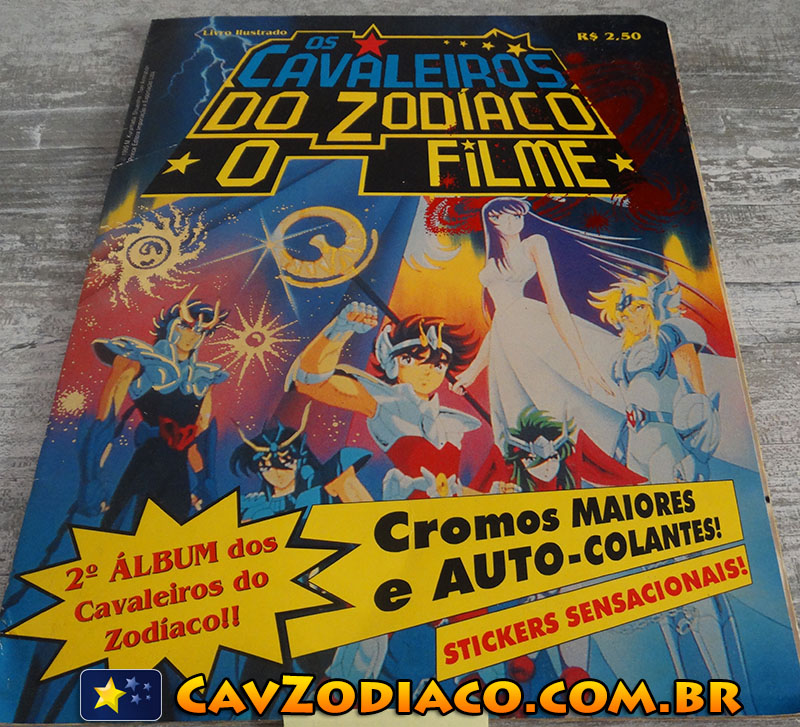 Livro Ilustrado
R$ 2,50
OS
CAVALEIROS
DO ZODÍACO
O FILME
2º ÁLBUM dos
Cavaleiros do
Zodíaco!!
Cromos MAIORES
e AUTO-COLANTES!
STICKERS SENSACIONAIS!
CAVZODIACO.COM.BR